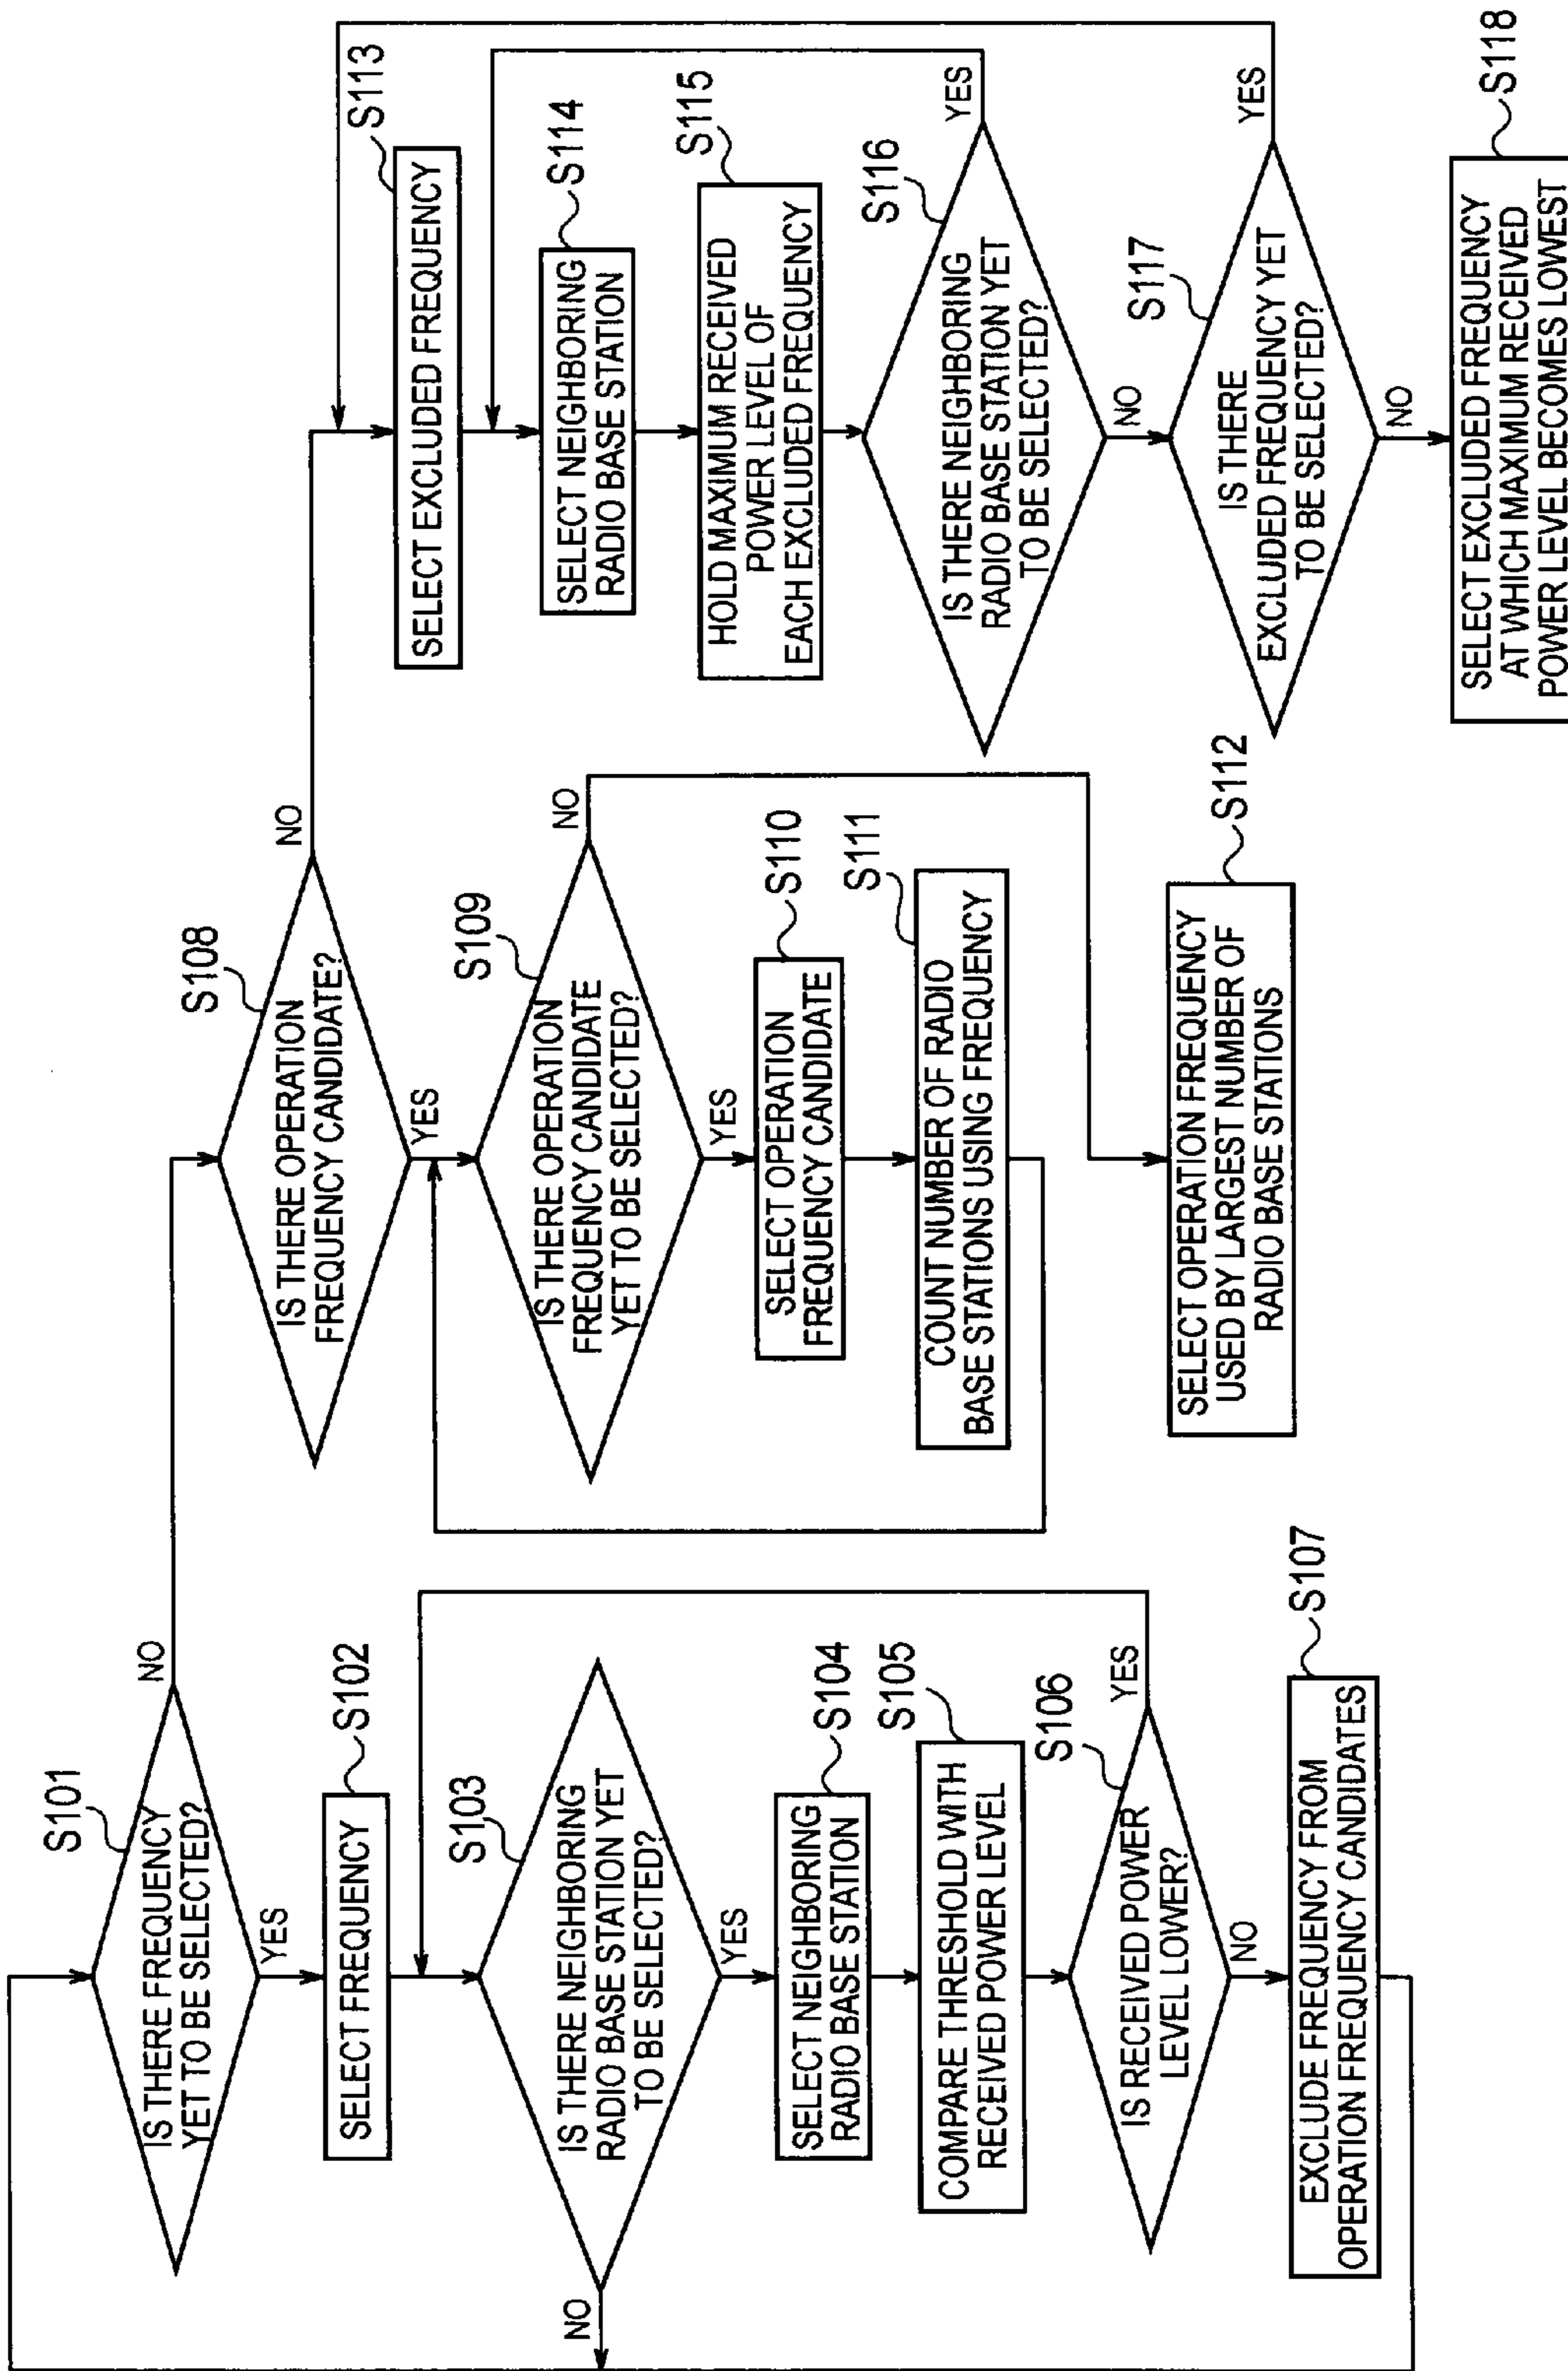 S101
IS THERE FREQUENCY
YET TO BE SELECTED?
NO
YES
S102
SELECT FREQUENCY
S103
IS THERE NEIGHBORING
RADIO BASE STATION YET
TO BE SELECTED?
NO
YES
S104
SELECT NEIGHBORING
RADIO BASE STATION
S105
COMPARE THRESHOLD WITH
RECEIVED POWER LEVEL
S106
IS RECEIVED POWER
LEVEL LOWER?
YES
NO
S107
EXCLUDE FREQUENCY FROM
OPERATION FREQUENCY CANDIDATES
S108
IS THERE OPERATION
FREQUENCY CANDIDATE?
NO
YES
S109
IS THERE OPERATION
FREQUENCY CANDIDATE
YET TO BE SELECTED?
NO
YES
S110
SELECT OPERATION
FREQUENCY CANDIDATE
S111
COUNT NUMBER OF RADIO
BASE STATIONS USING FREQUENCY
S112
SELECT OPERATION FREQUENCY
USED BY LARGEST NUMBER OF
RADIO BASE STATIONS
S113
SELECT EXCLUDED FREQUENCY
S114
SELECT NEIGHBORING
RADIO BASE STATION
S115
HOLD MAXIMUM RECEIVED
POWER LEVEL OF
EACH EXCLUDED FREQUENCY
S116
IS THERE NEIGHBORING
RADIO BASE STATION YET
TO BE SELECTED?
YES
NO
S117
IS THERE
EXCLUDED FREQUENCY YET
TO BE SELECTED?
YES
NO
S118
SELECT EXCLUDED FREQUENCY
AT WHICH MAXIMUM RECEIVED
POWER LEVEL BECOMES LOWEST